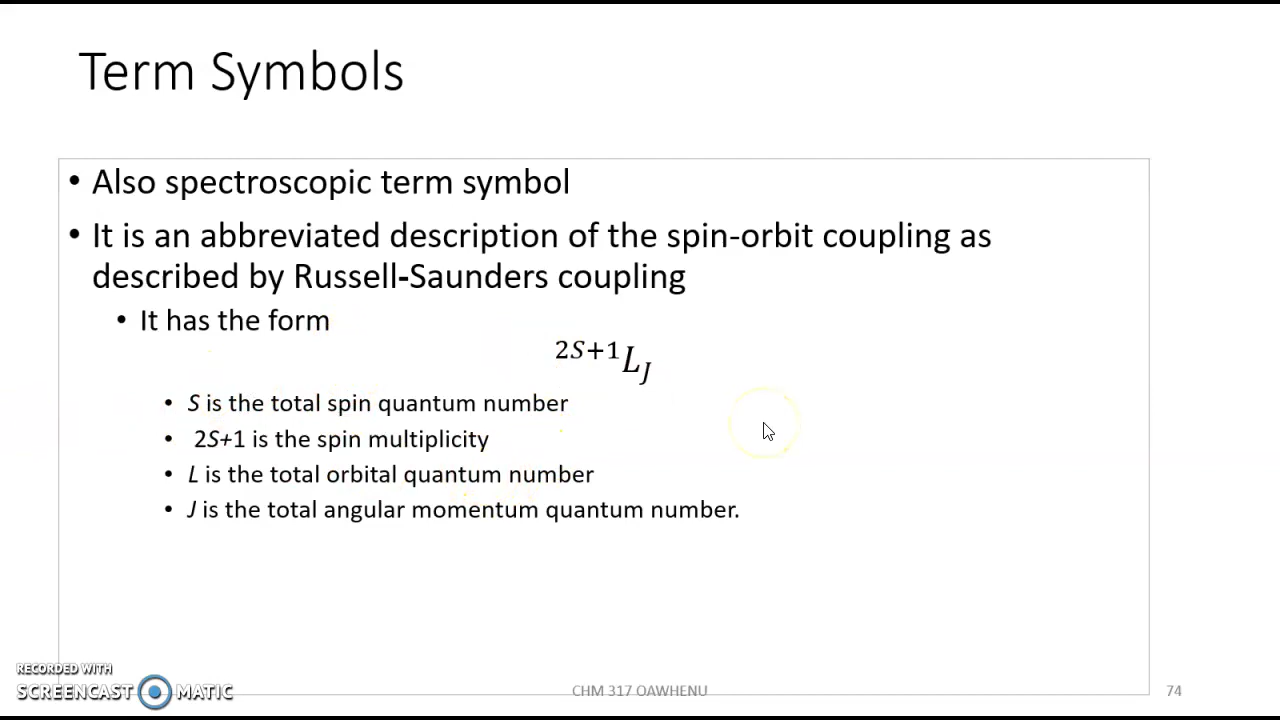 Term Symbols
• Also spectroscopic term symbol
• It is an abbreviated description of the spin-orbit coupling as
described by Russell-Saunders coupling
• It has the form
²ˢ⁺¹L_J
• S is the total spin quantum number
• 2S+1 is the spin multiplicity
• L is the total orbital quantum number
• J is the total angular momentum quantum number.
RECORDED WITH
SCREENCAST MATIC
CHM 317 OAWHENU
74